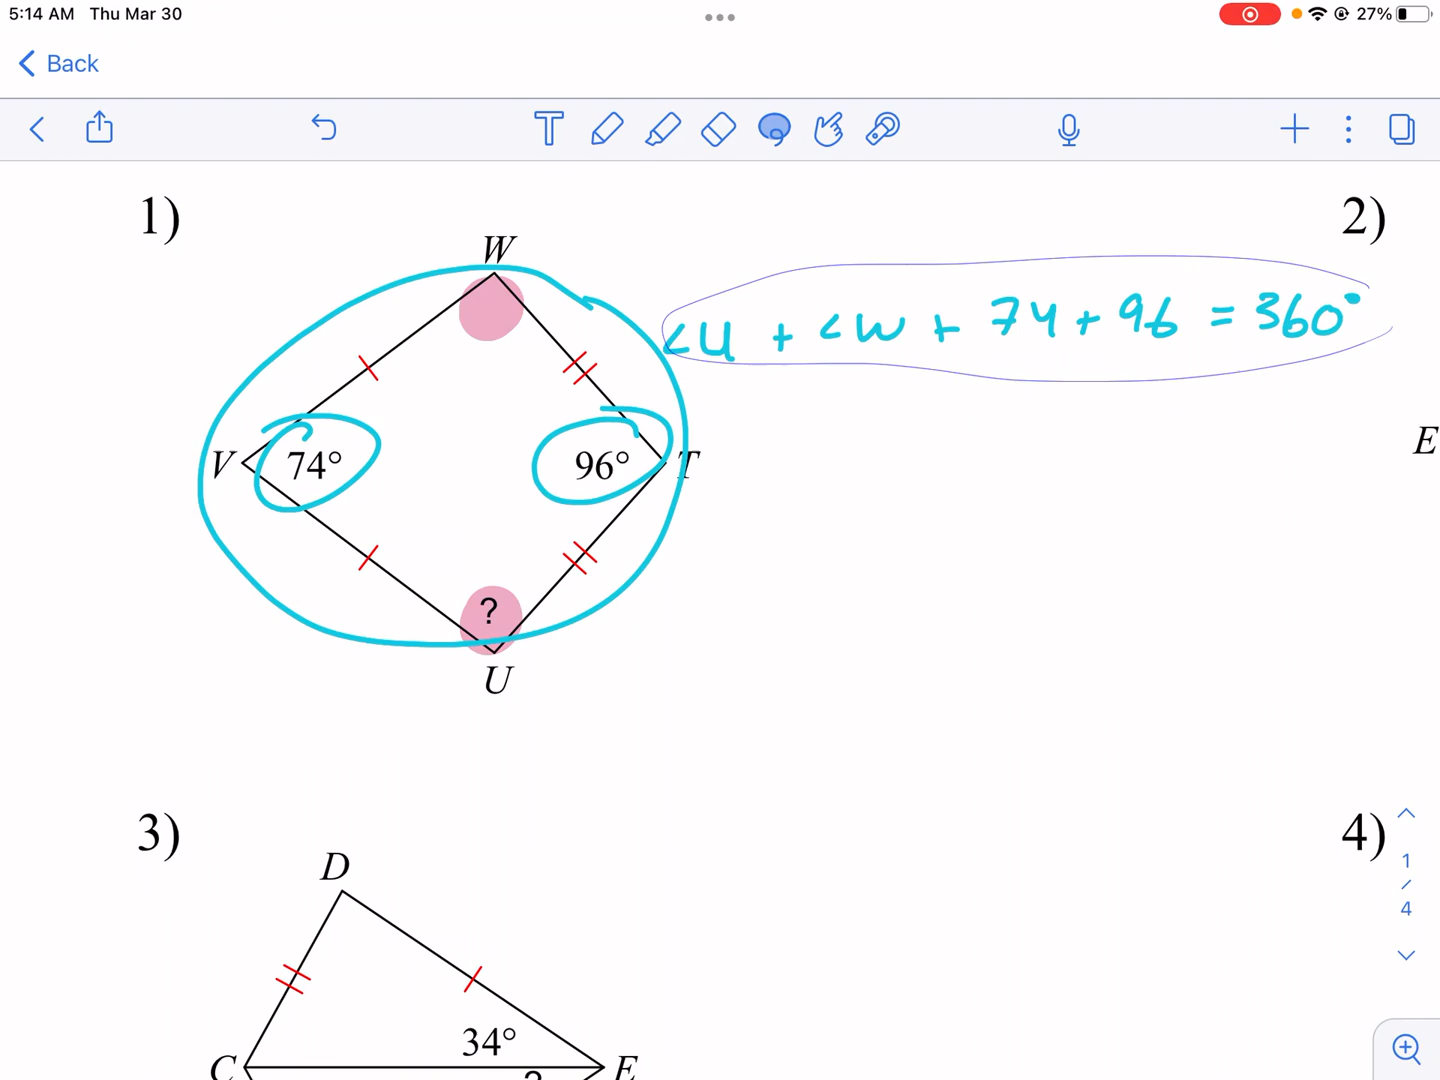 5:14 AM Thu Mar 30
27%
Back
1)
2)
W
<U + <W + 74 + 96 = 360°
V
74°
96°
T
E
?
U
3)
4)
D
1
/
4
34°
C
E
?